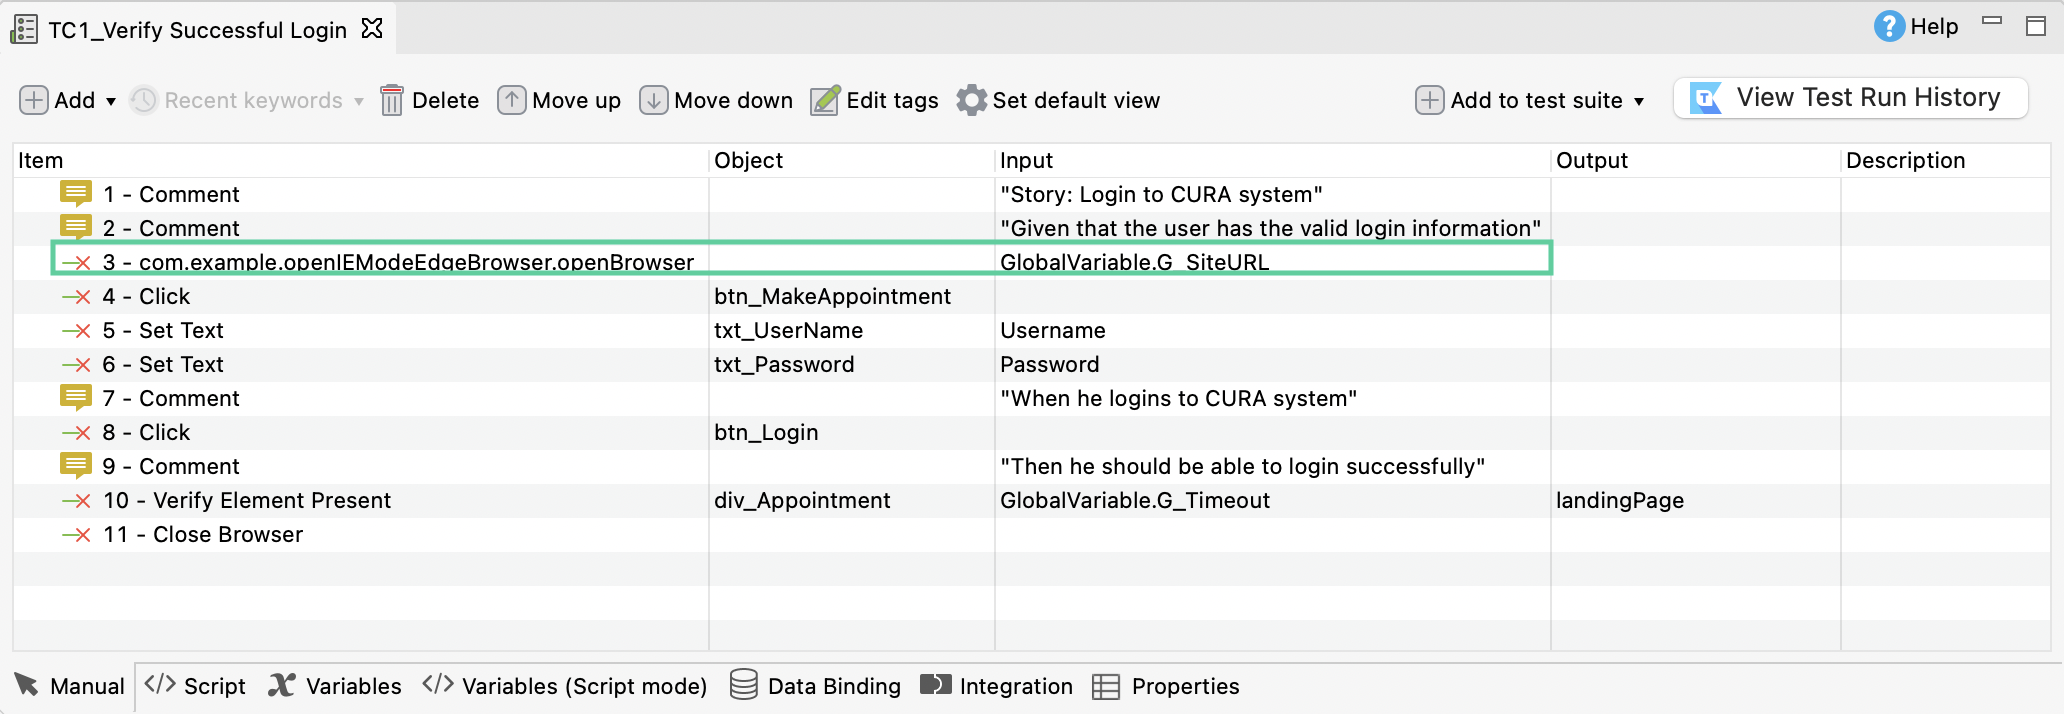 TC1_Verify Successful Login
Help
Add
Recent keywords
Delete
Move up
Move down
Edit tags
Set default view
Add to test suite
View Test Run History
Item Object Input Output Description
1 - Comment "Story: Login to CURA system"
2 - Comment "Given that the user has the valid login information"
3 - com.example.openIEModeEdgeBrowser.openBrowser GlobalVariable.G_SiteURL
4 - Click btn_MakeAppointment
5 - Set Text txt_UserName Username
6 - Set Text txt_Password Password
7 - Comment "When he logins to CURA system"
8 - Click btn_Login
9 - Comment "Then he should be able to login successfully"
10 - Verify Element Present div_Appointment GlobalVariable.G_Timeout landingPage
11 - Close Browser
Manual
Script
Variables
Variables (Script mode)
Data Binding
Integration
Properties